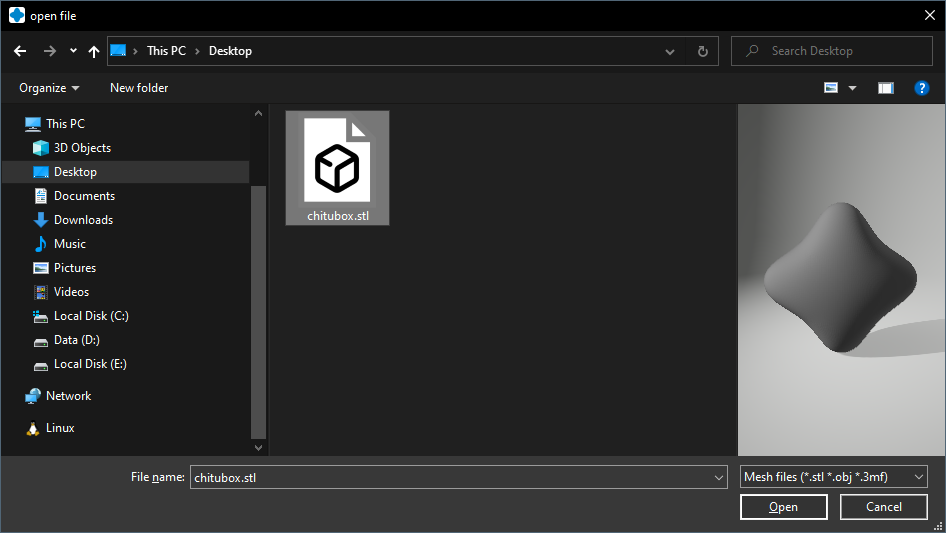 open file
This PC > Desktop
Search Desktop
Organize
New folder
?
This PC
3D Objects
Desktop
Documents
Downloads
Music
Pictures
Videos
Local Disk (C:)
Data (D:)
Local Disk (E:)
Network
Linux
chitubox.stl
File name:
chitubox.stl
Mesh files (*.stl *.obj *.3mf)
Open
Cancel